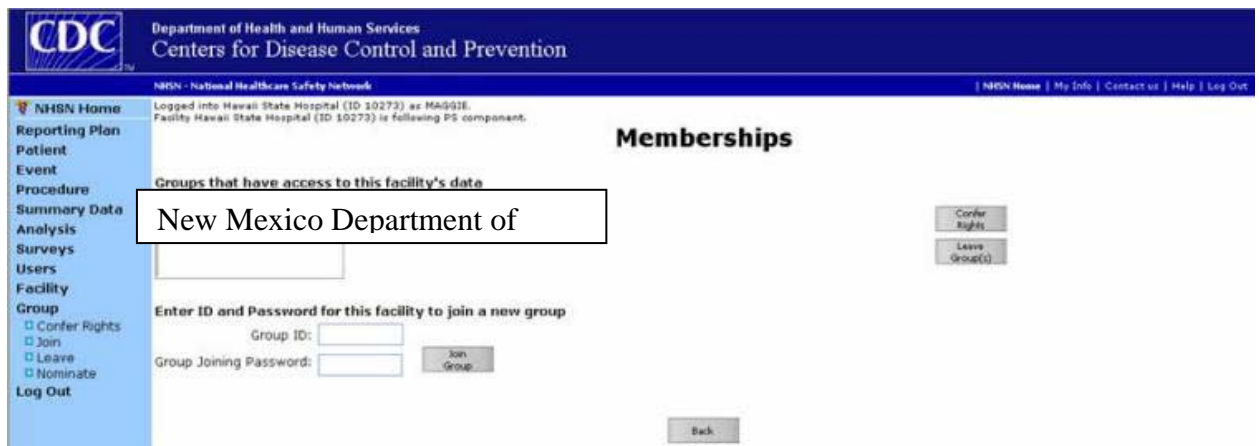 CDC
TM
Department of Health and Human Services
Centers for Disease Control and Prevention
NHSN - National Healthcare Safety Network
| NHSN Home | My Info | Contact us | Help | Log Out
NHSN Home
Reporting Plan
Patient
Event
Procedure
Summary Data
Analysis
Surveys
Users
Facility
Group
Confer Rights
Join
Leave
Nominate
Log Out
Logged into Hawaii State Hospital (ID 10273) as MAGGIE.
Facility Hawaii State Hospital (ID 10273) is following PS component.
Memberships
Groups that have access to this facility's data
New Mexico Department of
Confer Rights
Leave Group(s)
Enter ID and Password for this facility to join a new group
Group ID:
Group Joining Password:
Join Group
Back